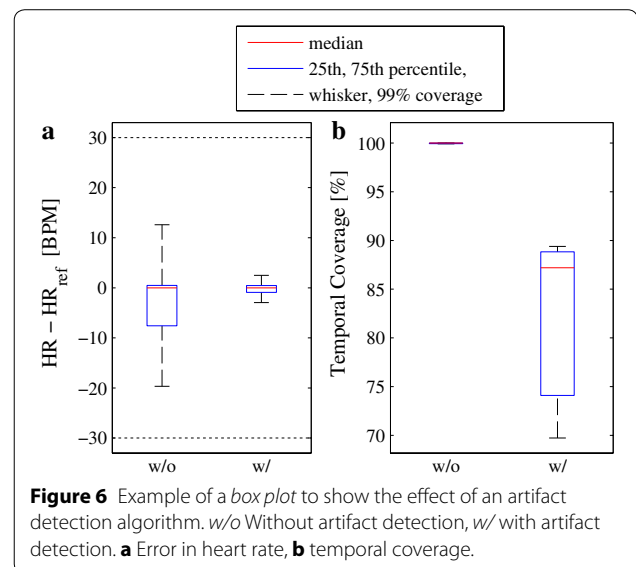 median
25th, 75th percentile,
whisker, 99% coverage
a
b
HR − HR_ref [BPM]
30
20
10
0
−10
−20
−30
w/o
w/
Temporal Coverage [%]
100
95
90
85
80
75
70
w/o
w/
Figure 6 Example of a box plot to show the effect of an artifact
detection algorithm. w/o Without artifact detection, w/ with artifact
detection. a Error in heart rate, b temporal coverage.